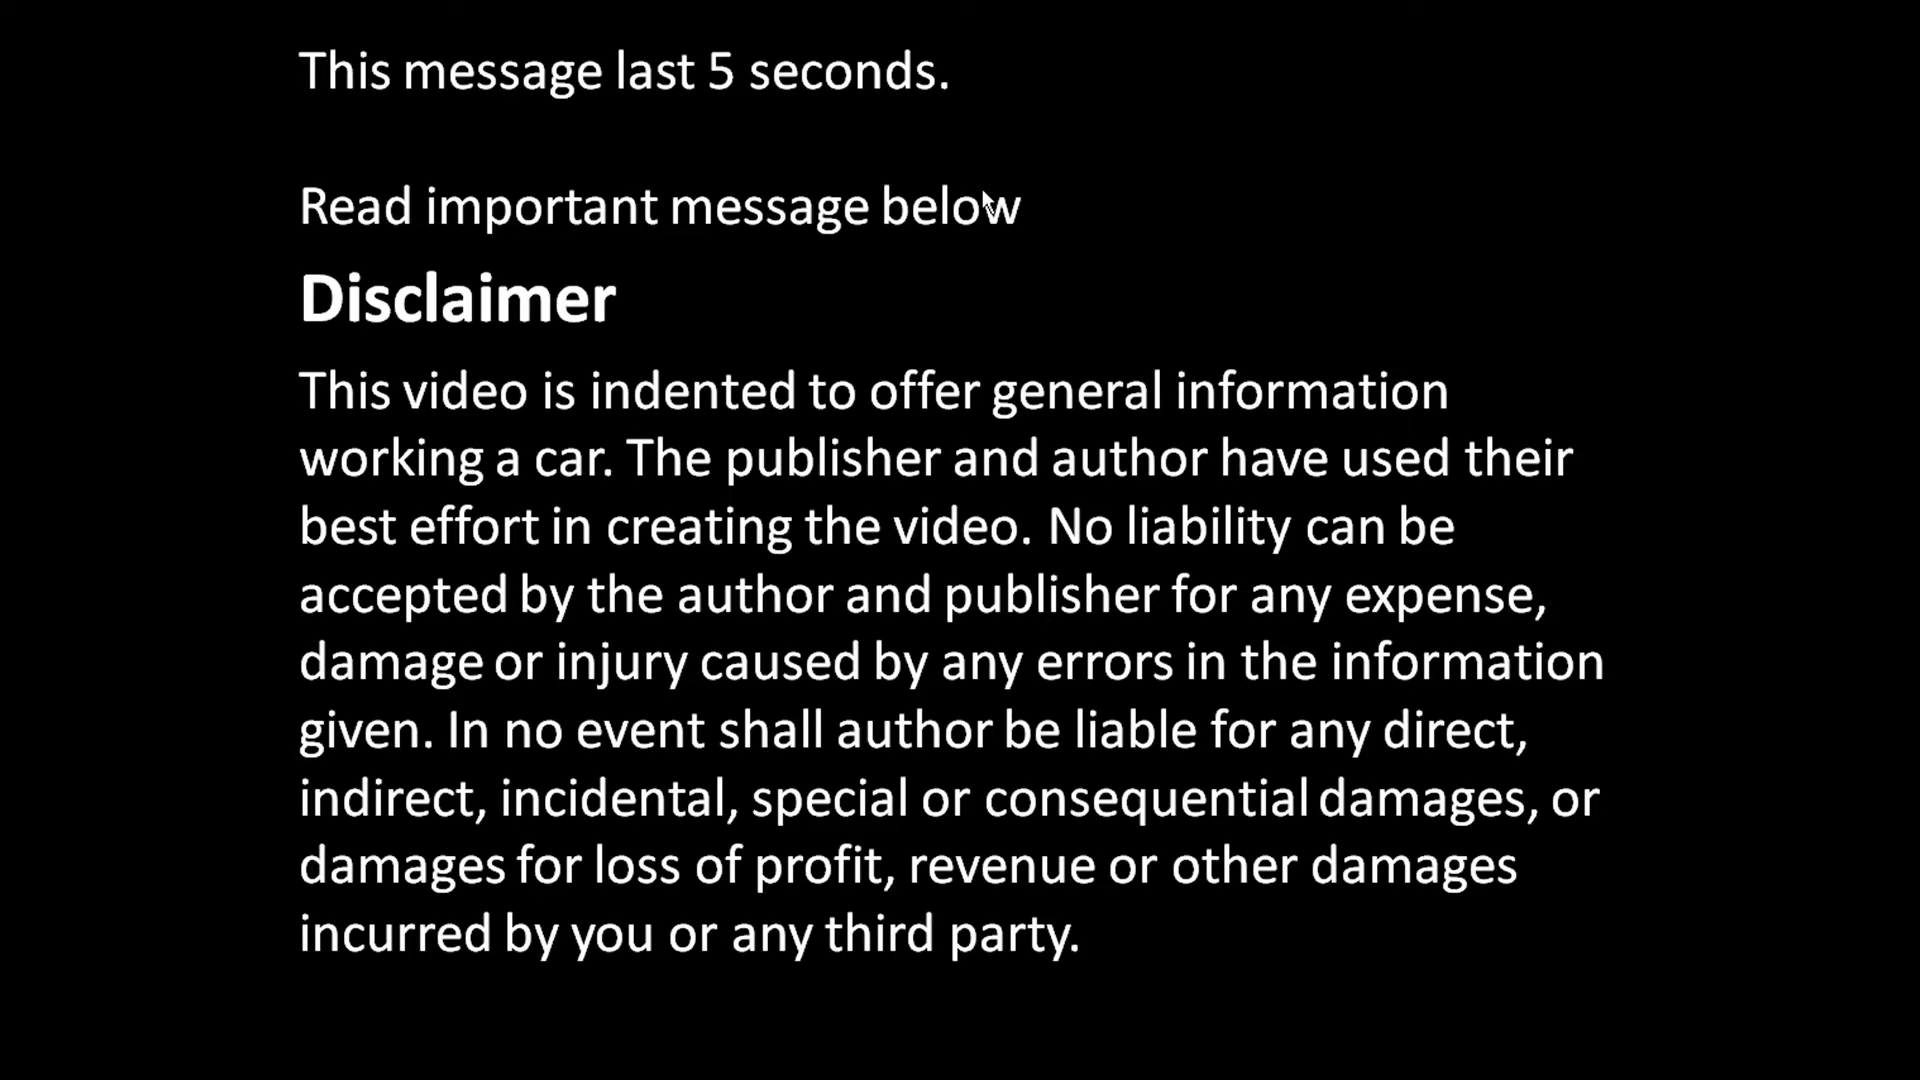 This message last 5 seconds.
Read important message below
Disclaimer
This video is indented to offer general information
working a car. The publisher and author have used their
best effort in creating the video. No liability can be
accepted by the author and publisher for any expense,
damage or injury caused by any errors in the information
given. In no event shall author be liable for any direct,
indirect, incidental, special or consequential damages, or
damages for loss of profit, revenue or other damages
incurred by you or any third party.